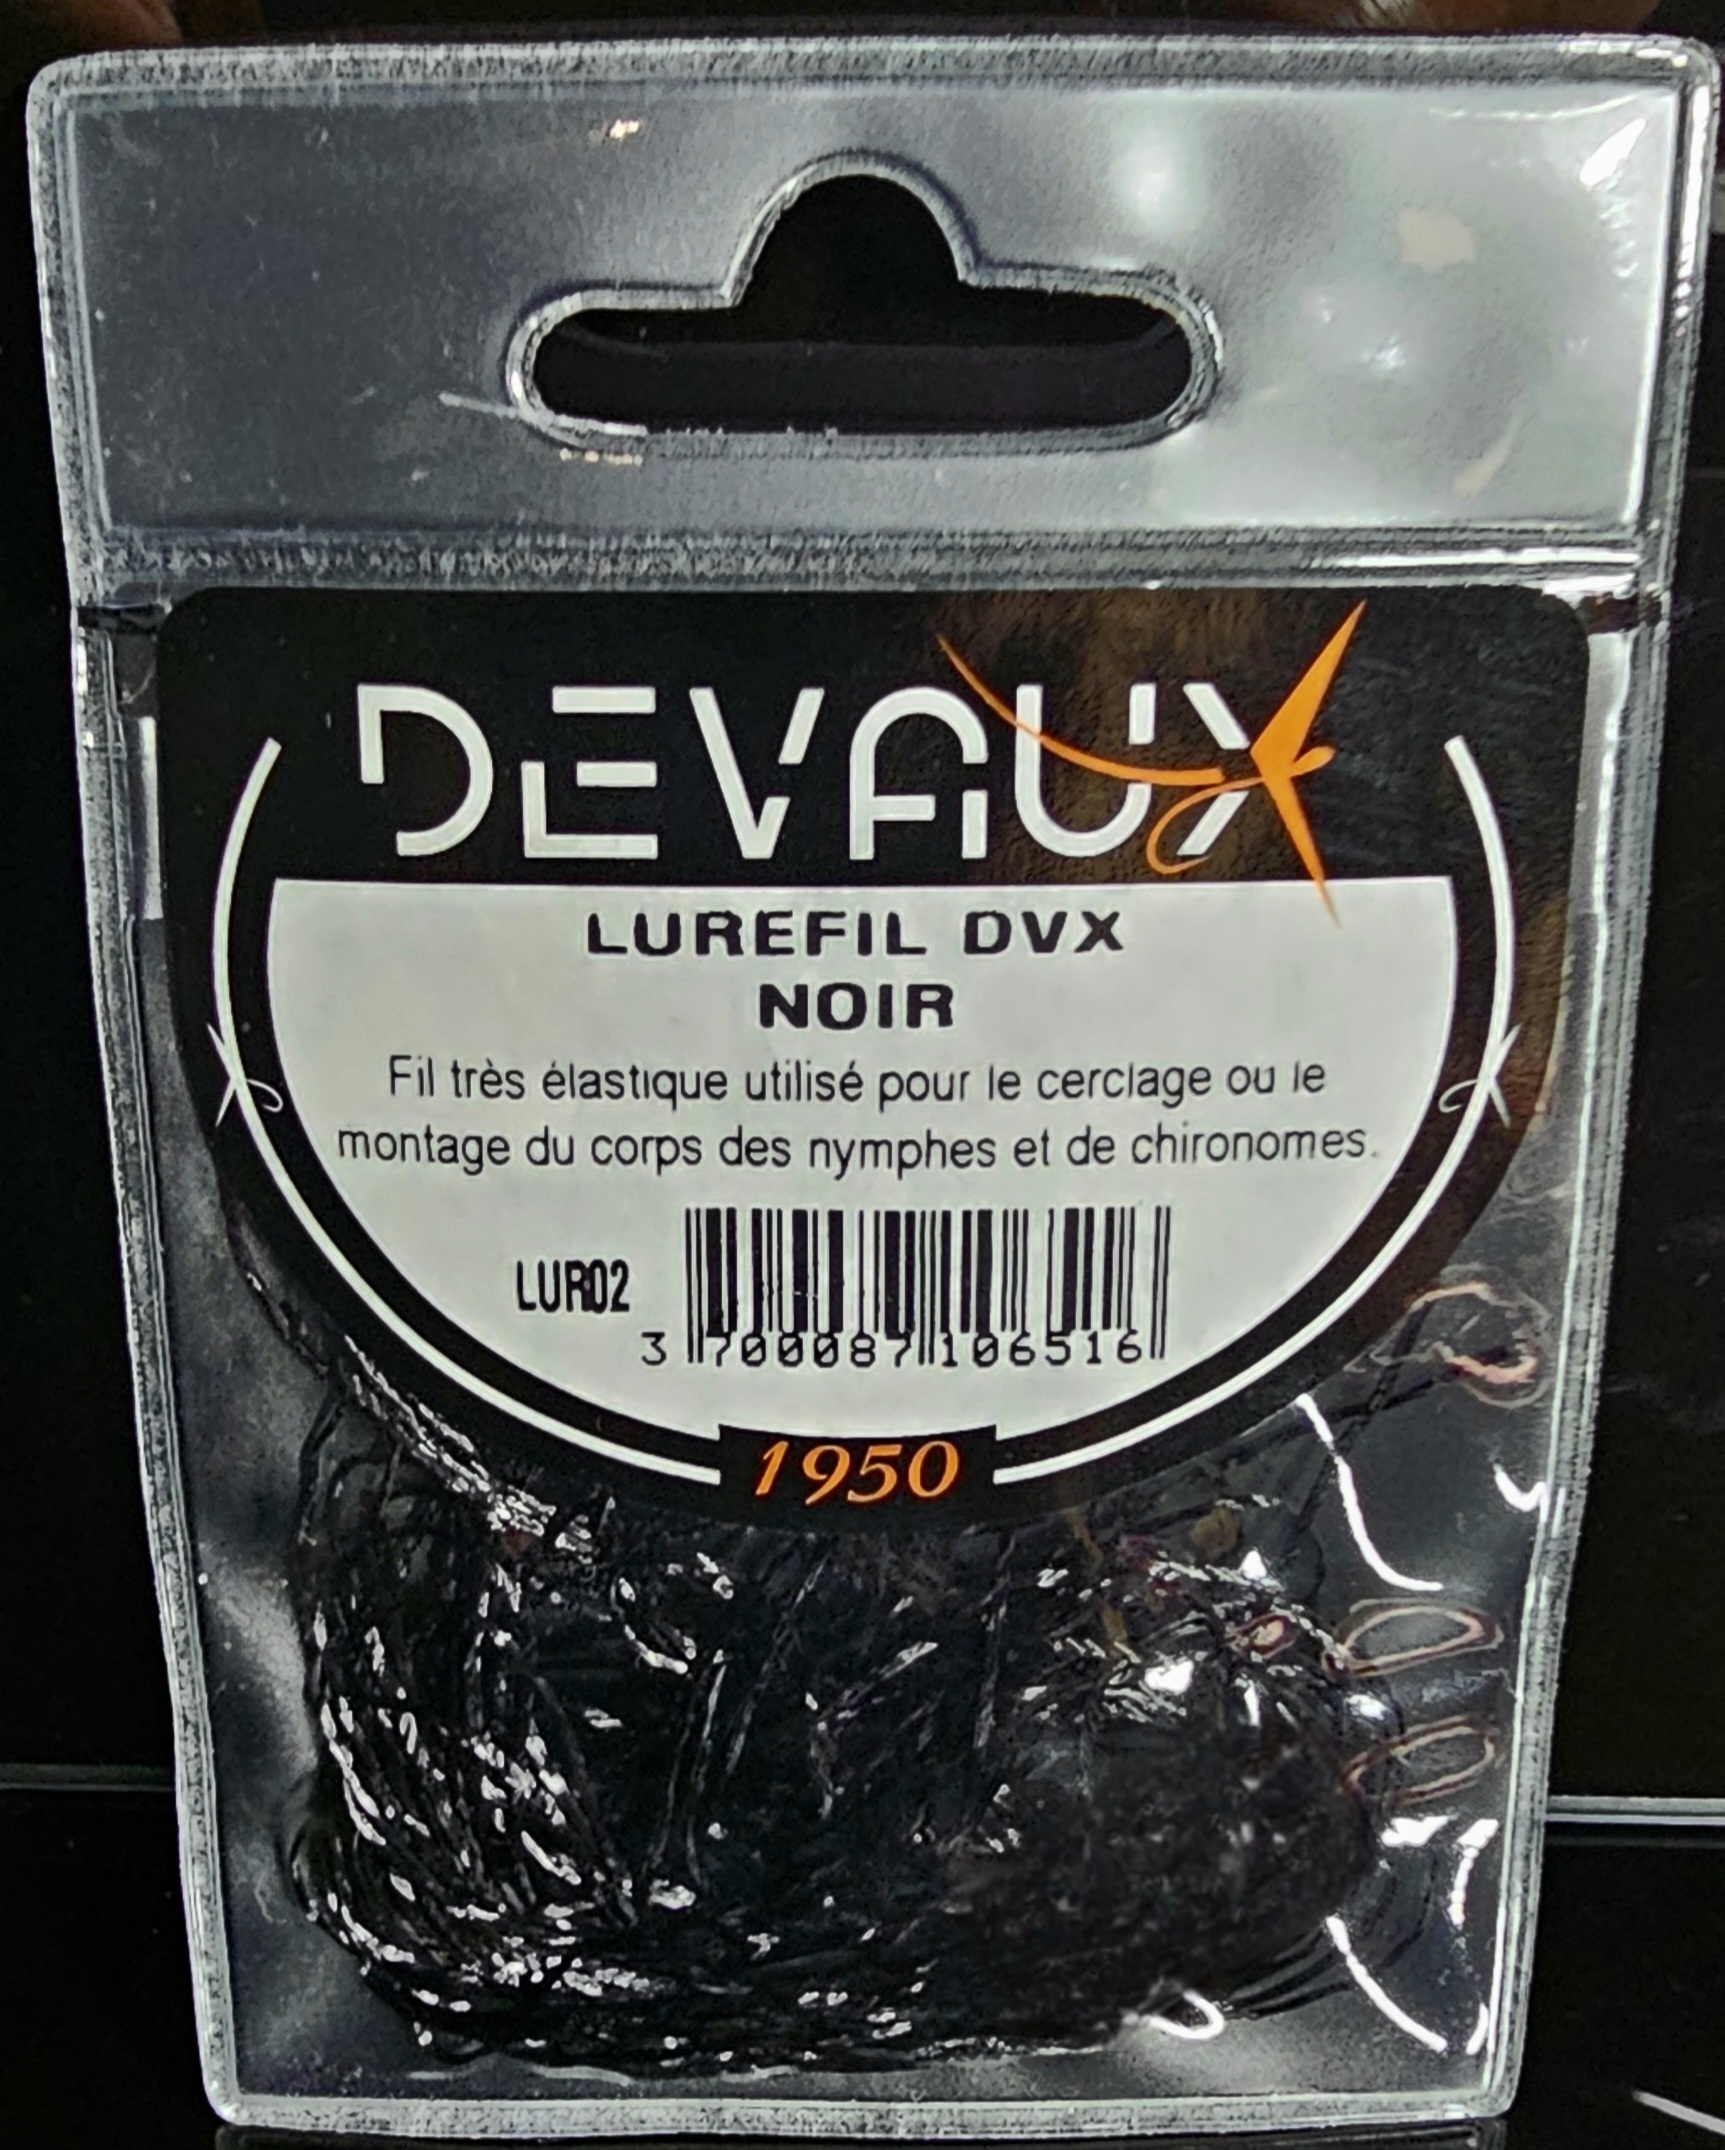 DEVAUX
LUREFIL DVX
NOIR
Fil très élastique utilisé pour le cerclage ou le
montage du corps des nymphes et de chironomes.
LUR02
3 700087 106516
1950